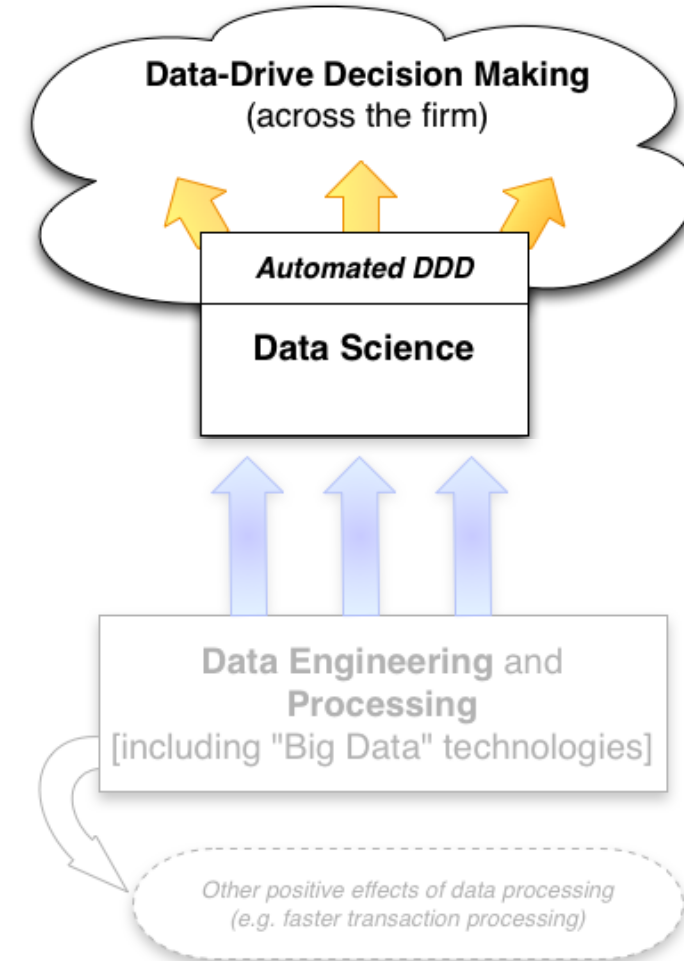 Data-Drive Decision Making
(across the firm)
Automated DDD
Data Science
Data Engineering and
Processing
[including "Big Data" technologies]
Other positive effects of data processing
(e.g. faster transaction processing)